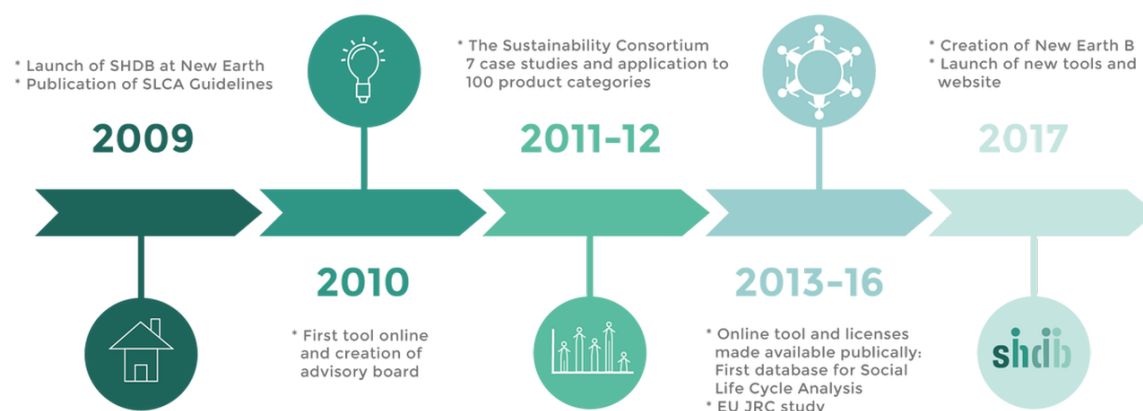 * Launch of SHDB at New Earth
* Publication of SLCA Guidelines
2009
2010
* First tool online
and creation of
advisory board
* The Sustainability Consortium
7 case studies and application to
100 product categories
2011-12
2013-16
* Online tool and licenses
made available publically:
First database for Social
Life Cycle Analysis
* EU JRC study
* Creation of New Earth B
* Launch of new tools and
website
2017
shdb